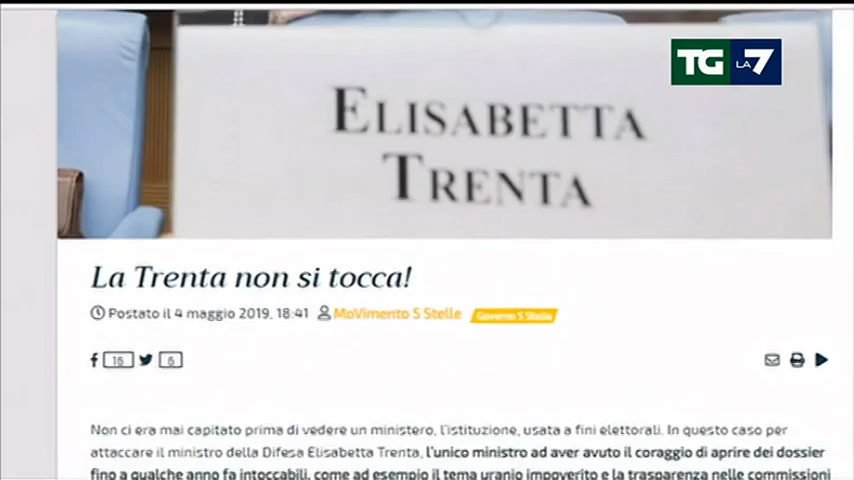 TG LA 7
ELISABETTA
TRENTA
La Trenta non si tocca!
Postato il 4 maggio 2019, 18:41 MoVimento 5 Stelle Governo 5 Stelle
16 6
Non ci era mai capitato prima di vedere un ministero, l'istituzione, usata a fini elettorali. In questo caso per
attaccare il ministro della Difesa Elisabetta Trenta, l'unico ministro ad aver avuto il coraggio di aprire dei dossier
fino a qualche anno fa intoccabili, come ad esempio il tema uranio impoverito e la trasparenza nelle commissioni